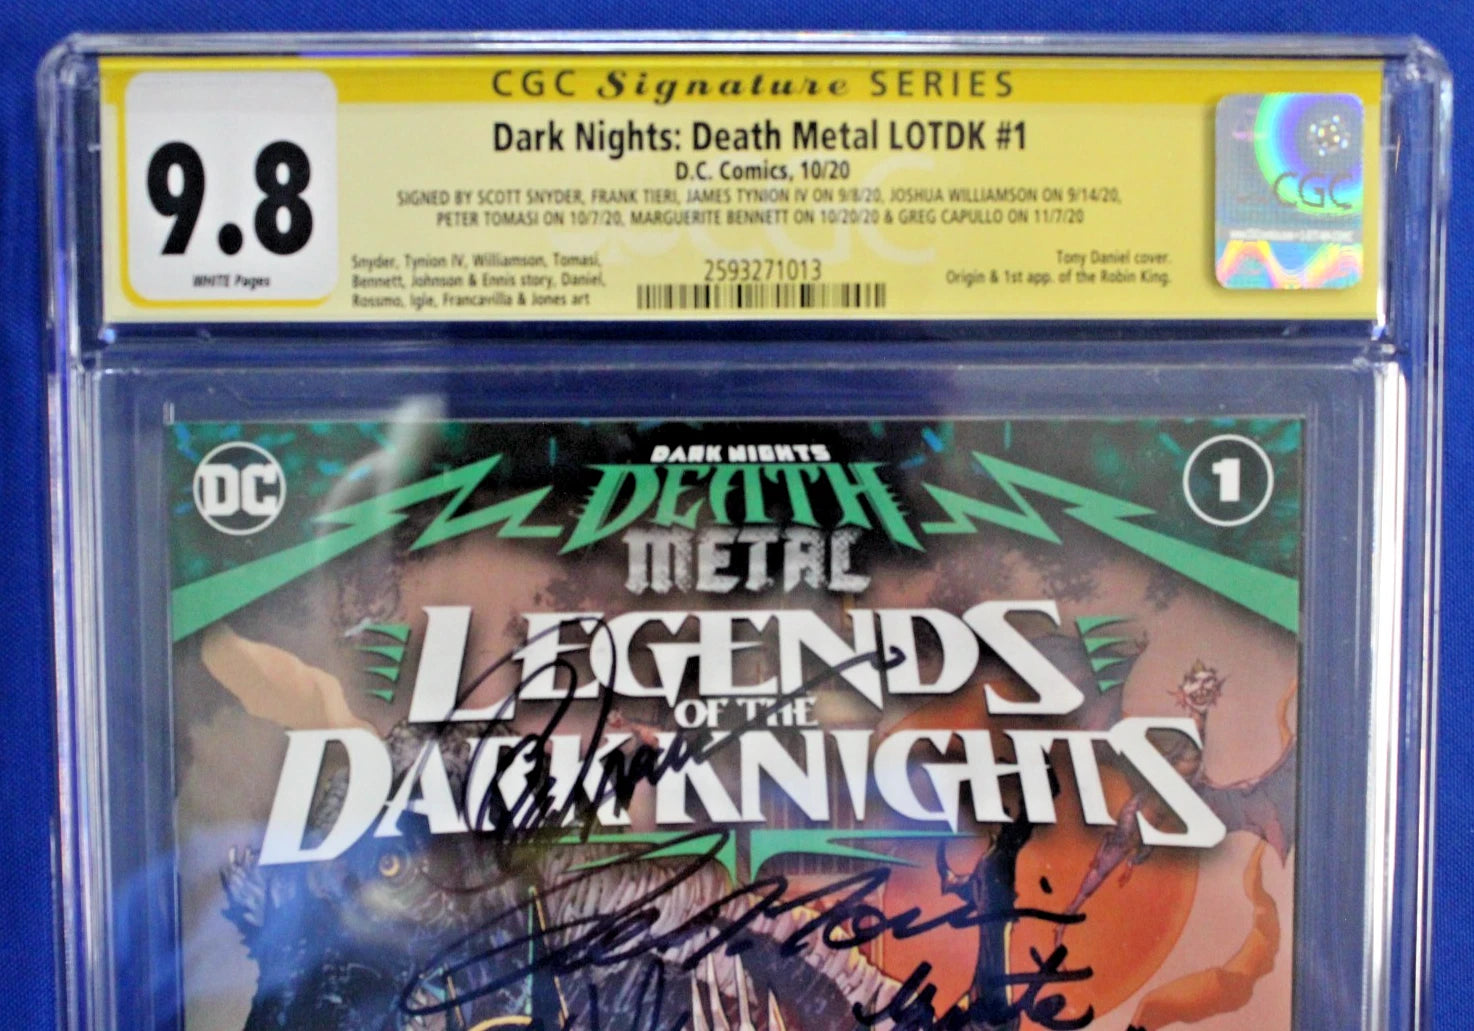 CGC Signature SERIES
9.8
WHITE Pages
Dark Nights: Death Metal LOTDK #1
D.C. Comics, 10/20
SIGNED BY SCOTT SNYDER, FRANK TIERI, JAMES TYNION IV ON 9/8/20, JOSHUA WILLIAMSON ON 9/14/20,
PETER TOMASI ON 10/7/20, MARGUERITE BENNETT ON 10/20/20 & GREG CAPULLO ON 11/7/20
Snyder, Tynion IV, Williamson, Tomasi,
Bennett, Johnson & Ennis story, Daniel,
Rossmo, Igle, Francavilla & Jones art
2593271013
Tony Daniel cover.
Origin & 1st app. of the Robin King.
CGC
CGC
DC
DARK NIGHTS
DEATH
METAL
1
LEGENDS
OF THE
DARK KNIGHTS